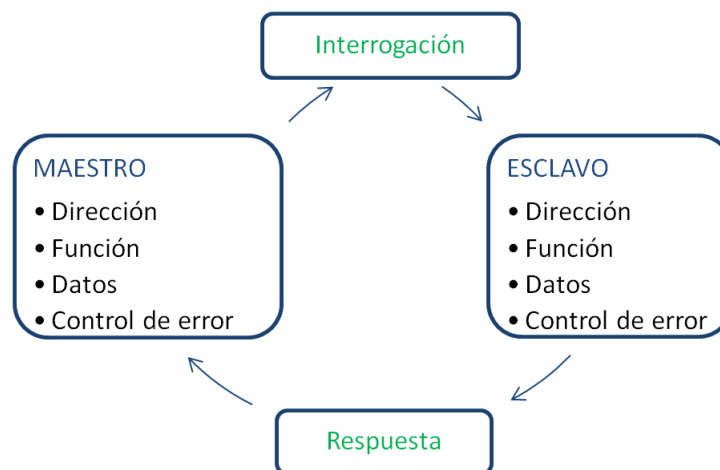 Interrogación
MAESTRO
• Dirección
• Función
• Datos
• Control de error
ESCLAVO
• Dirección
• Función
• Datos
• Control de error
Respuesta